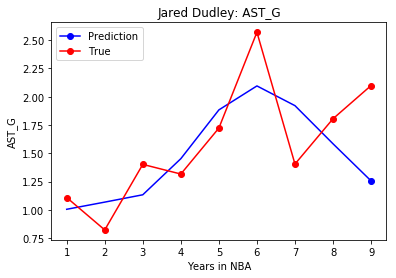 Jared Dudley: AST_G
Prediction
True
AST_G
2.50
2.25
2.00
1.75
1.50
1.25
1.00
0.75
1 2 3 4 5 6 7 8 9
Years in NBA